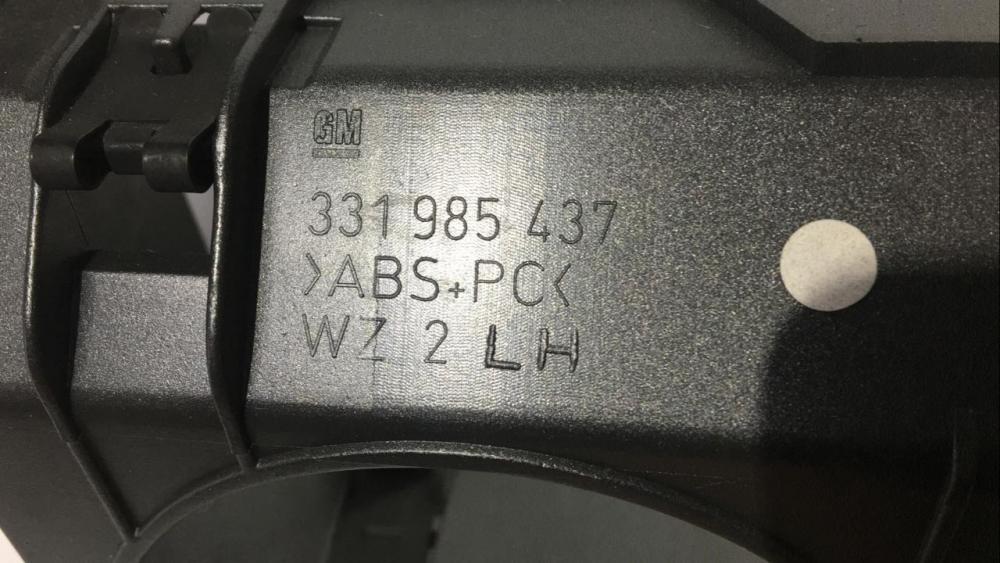 GM
331 985 437
>ABS+PC<
WZ 2 LH